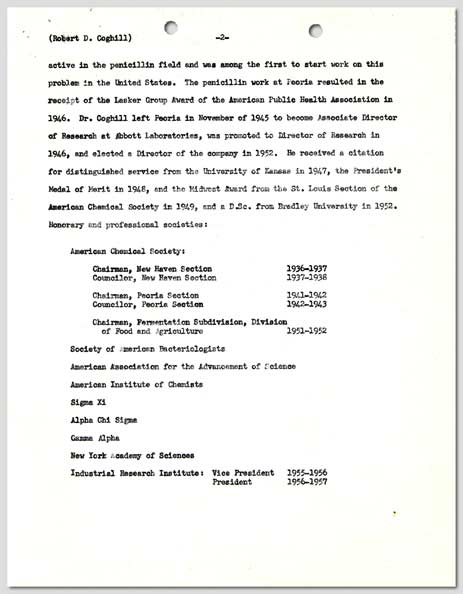 (Robert D. Coghill) -2-
active in the penicillin field and was among the first to start work on this
problem in the United States. The penicillin work at Peoria resulted in the
receipt of the Lasker Group Award of the American Public Health Association in
1946. Dr. Coghill left Peoria in November of 1945 to become Associate Director
of Research at Abbott Laboratories, was promoted to Director of Research in
1946, and elected a Director of the company in 1952. He received a citation
for distinguished service from the University of Kansas in 1947, the President's
Medal of Merit in 1948, and the Midwest Award from the St. Louis Section of the
American Chemical Society in 1949, and a D.Sc. from Bradley University in 1952.
Honorary and professional societies:
American Chemical Society:
Chairman, New Haven Section 1936-1937
Councilor, New Haven Section 1937-1938
Chairman, Peoria Section 1941-1942
Councilor, Peoria Section 1942-1943
Chairman, Fermentation Subdivision, Division
of Food and Agriculture 1951-1952
Society of American Bacteriologists
American Association for the Advancement of Science
American Institute of Chemists
Sigma Xi
Alpha Chi Sigma
Gamma Alpha
New York Academy of Sciences
Industrial Research Institute: Vice President 1955-1956
President 1956-1957